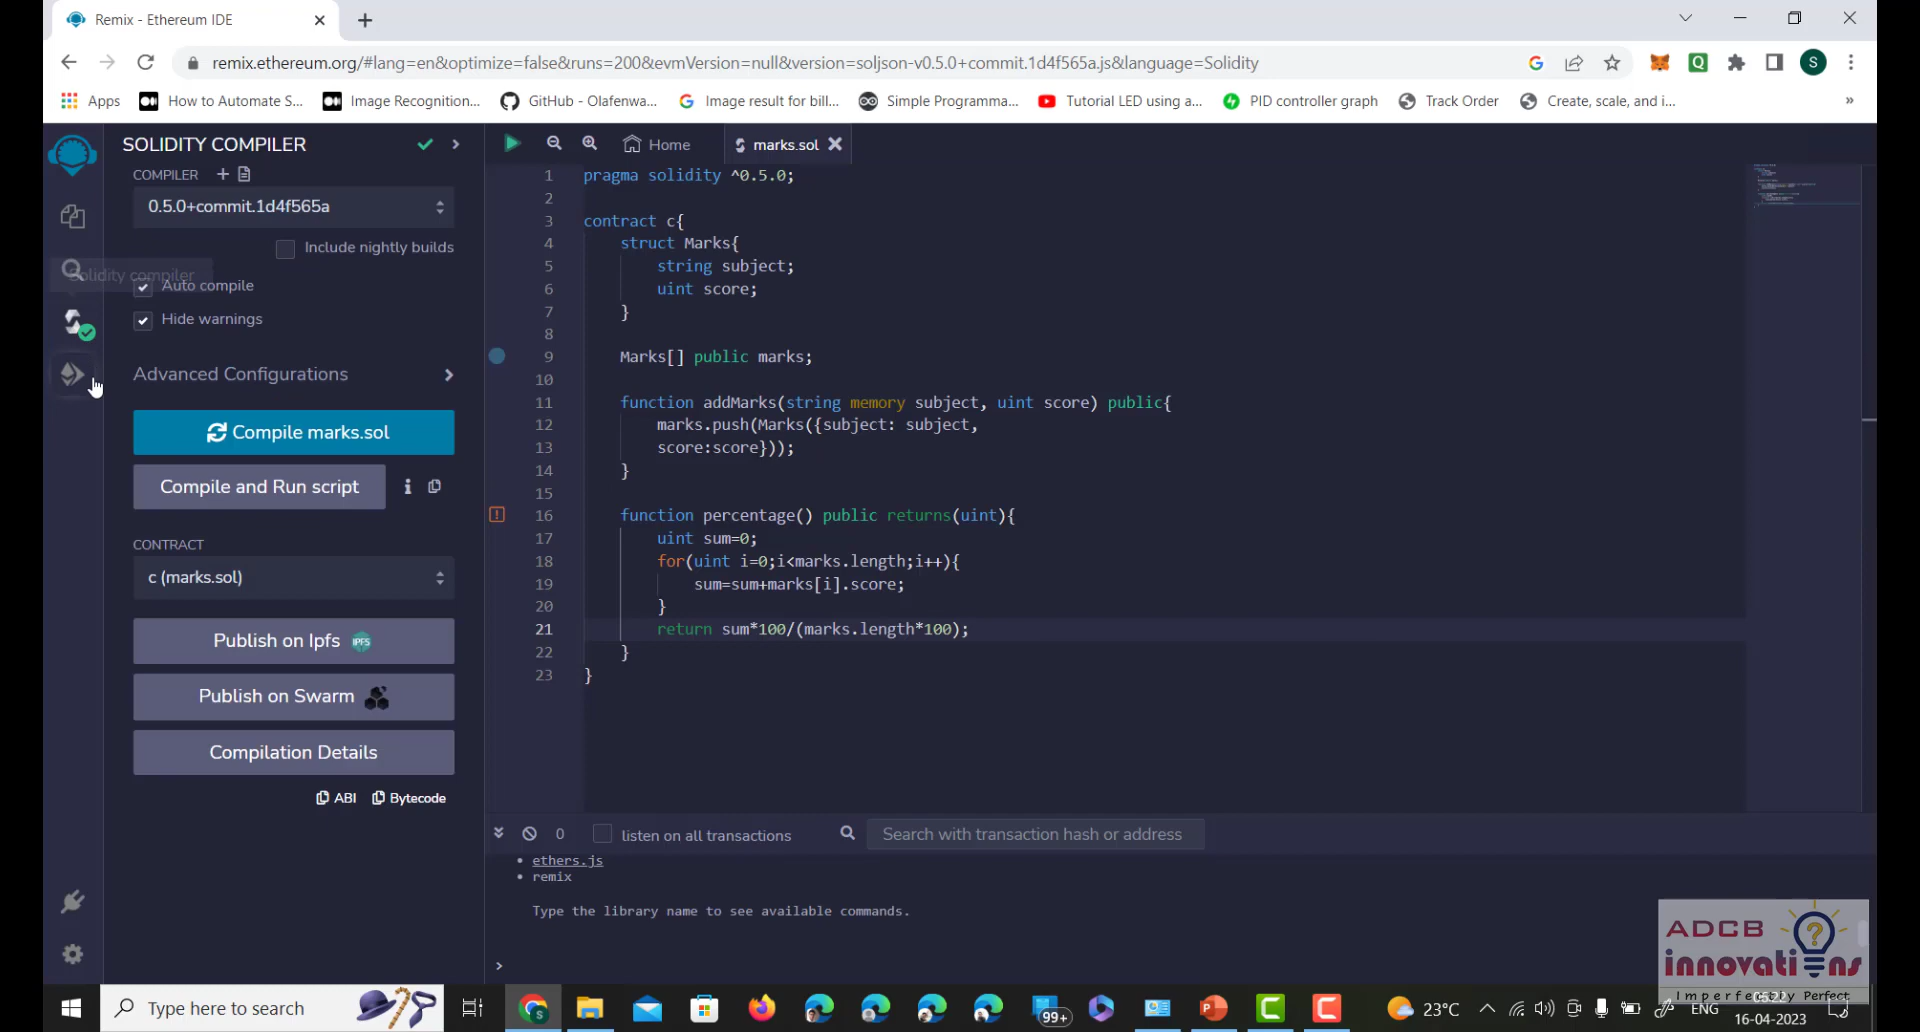 Remix - Ethereum IDE
remix.ethereum.org/#lang=en&optimize=false&runs=200&evmVersion=null&version=soljson-v0.5.0+commit.1d4f565a.js&language=Solidity
S
Apps
How to Automate S...
Image Recognition...
GitHub - Olafenwa...
Image result for bill...
Simple Programma...
Tutorial LED using a...
PID controller graph
Track Order
Create, scale, and i...
»
SOLIDITY COMPILER
COMPILER
0.5.0+commit.1d4f565a
Include nightly builds
Solidity compiler
Auto compile
Hide warnings
Advanced Configurations
Compile marks.sol
Compile and Run script
CONTRACT
c (marks.sol)
Publish on Ipfs
IPFS
Publish on Swarm
Compilation Details
ABI
Bytecode
Home
marks.sol
1 pragma solidity ^0.5.0;
2
3 contract c{
4 struct Marks{
5 string subject;
6 uint score;
7 }
8
9 Marks[] public marks;
10
11 function addMarks(string memory subject, uint score) public{
12 marks.push(Marks({subject: subject,
13 score:score}));
14 }
15
16 function percentage() public returns(uint){
17 uint sum=0;
18 for(uint i=0;i<marks.length;i++){
19 sum=sum+marks[i].score;
20 }
21 return sum*100/(marks.length*100);
22 }
23 }
0
listen on all transactions
Search with transaction hash or address
• ethers.js
• remix
Type the library name to see available commands.
>
ADCB
innovations
Imperfectly Perfect
Type here to search
99+
23°C
ENG
16-04-2023